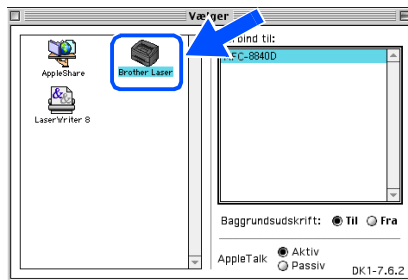 Vælger
AppleShare
Brother Laser
LaserWriter 8
bind til:
MFC-8840D
Baggrundsudskrift: Til Fra
AppleTalk Aktiv
Passiv
DK1-7.6.2